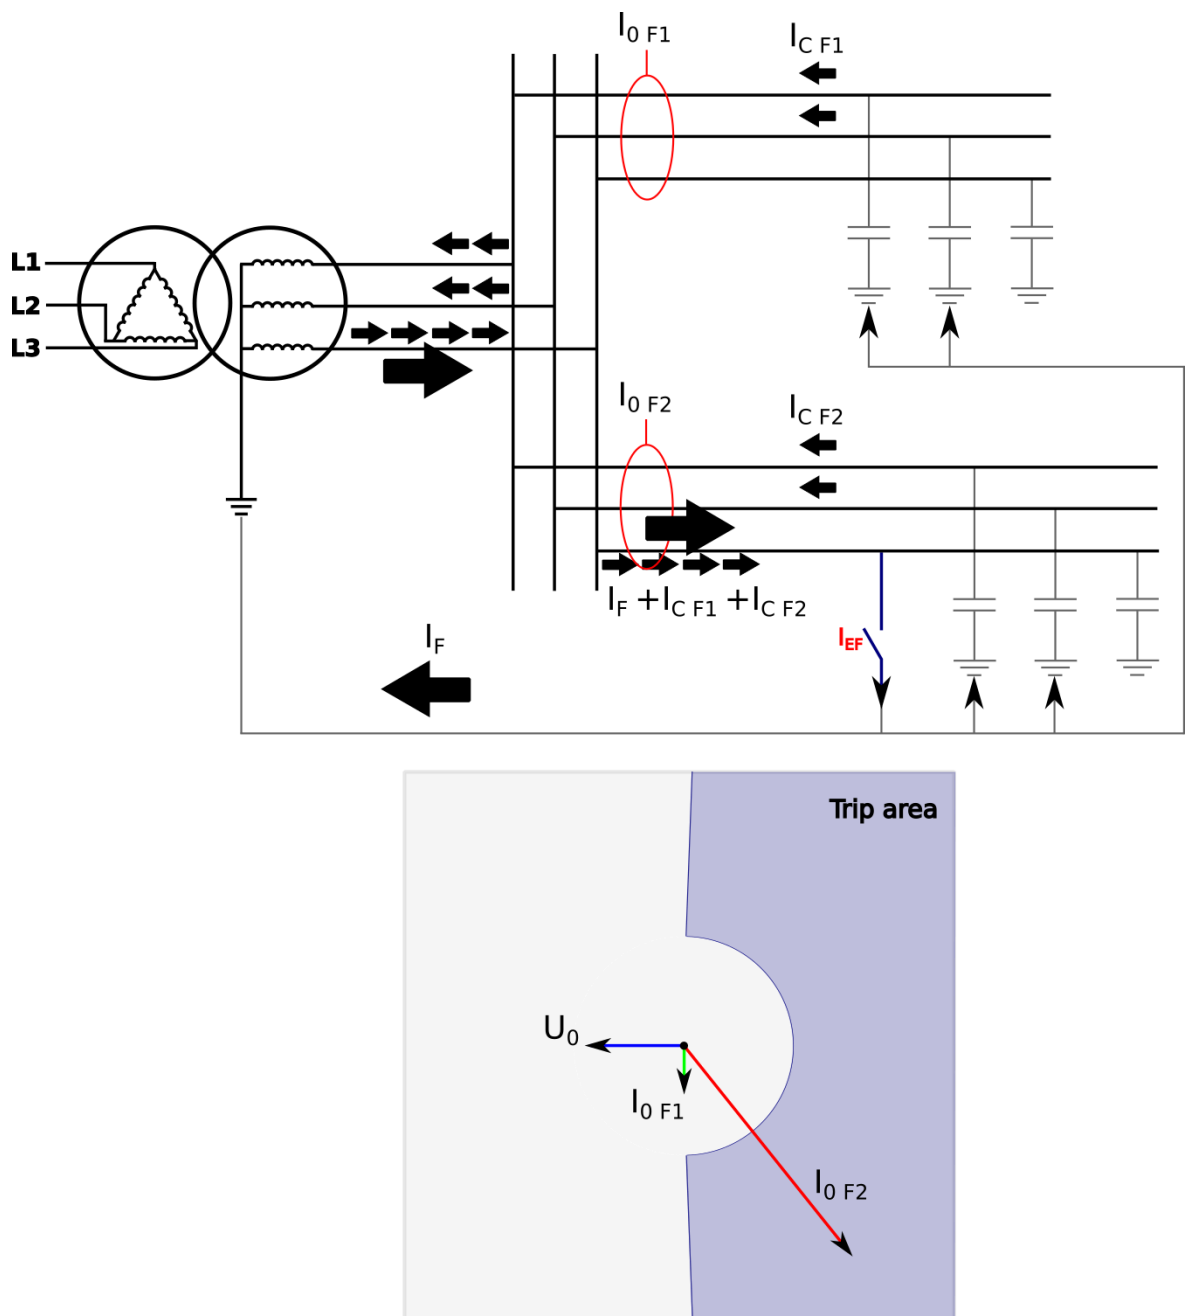 I0 F1
IC F1
L1
L2
L3
I0 F2
IC F2
IF +IC F1 +IC F2
IEF
IF
Trip area
U0
I0 F1
I0 F2